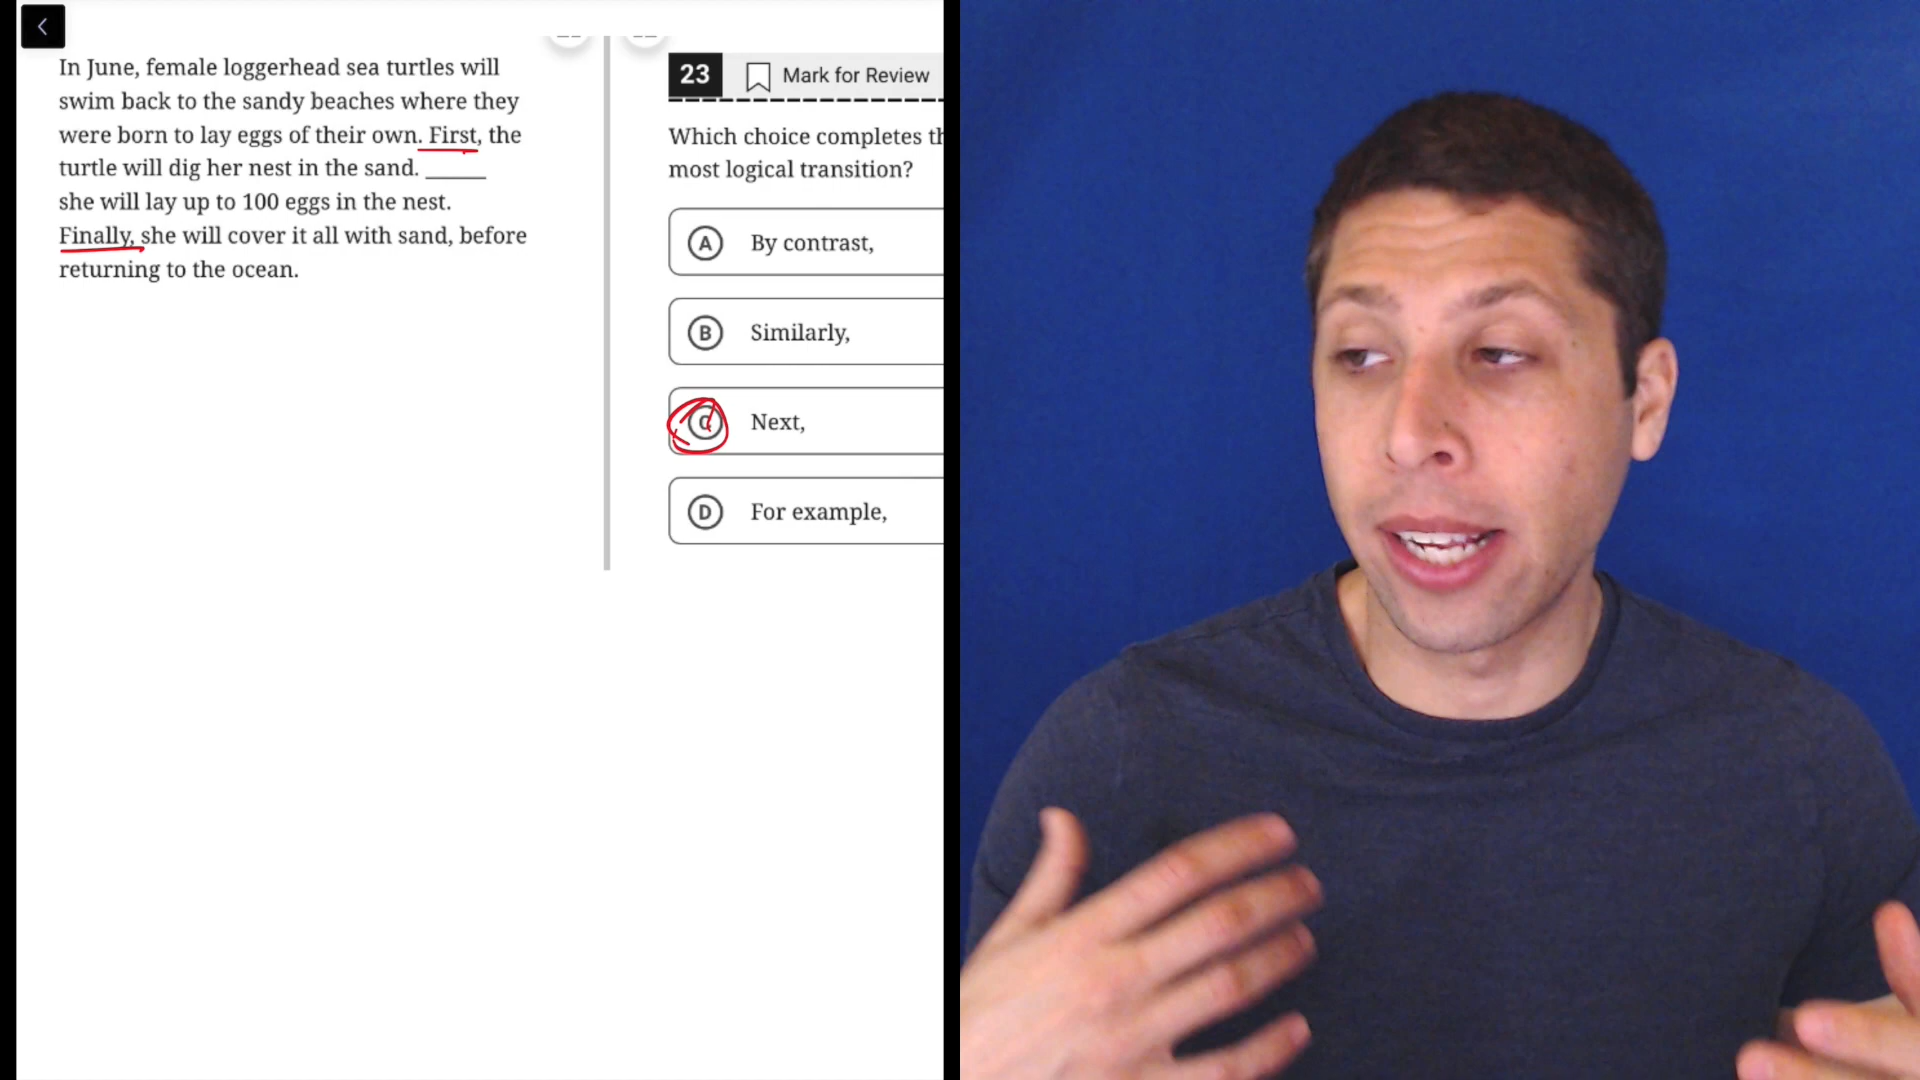 In June, female loggerhead sea turtles will
swim back to the sandy beaches where they
were born to lay eggs of their own. First, the
turtle will dig her nest in the sand. ______
she will lay up to 100 eggs in the nest.
Finally, she will cover it all with sand, before
returning to the ocean.
23 Mark for Review
Which choice completes th
most logical transition?
A By contrast,
B Similarly,
C Next,
D For example,